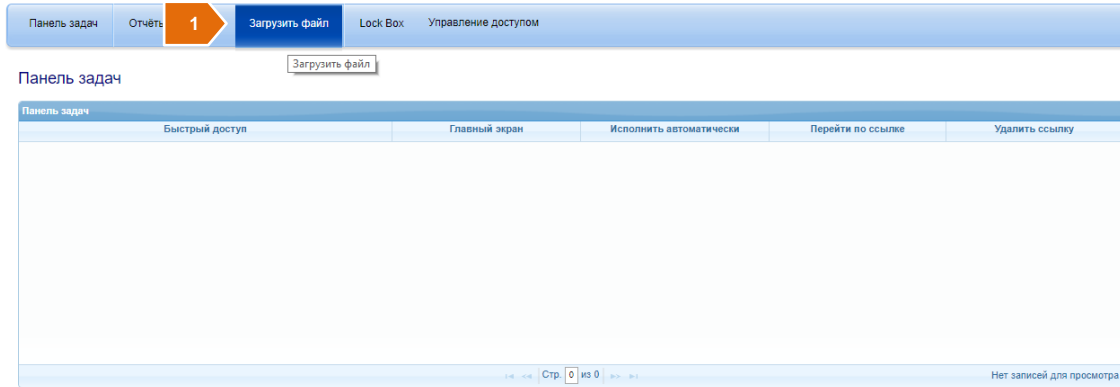 Панель задач Отчёты 1 Загрузить файл Lock Box Управление доступом
Загрузить файл
Панель задач
Панель задач
Быстрый доступ Главный экран Исполнить автоматически Перейти по ссылке Удалить ссылку
Стр. 0 из 0 Нет записей для просмотра